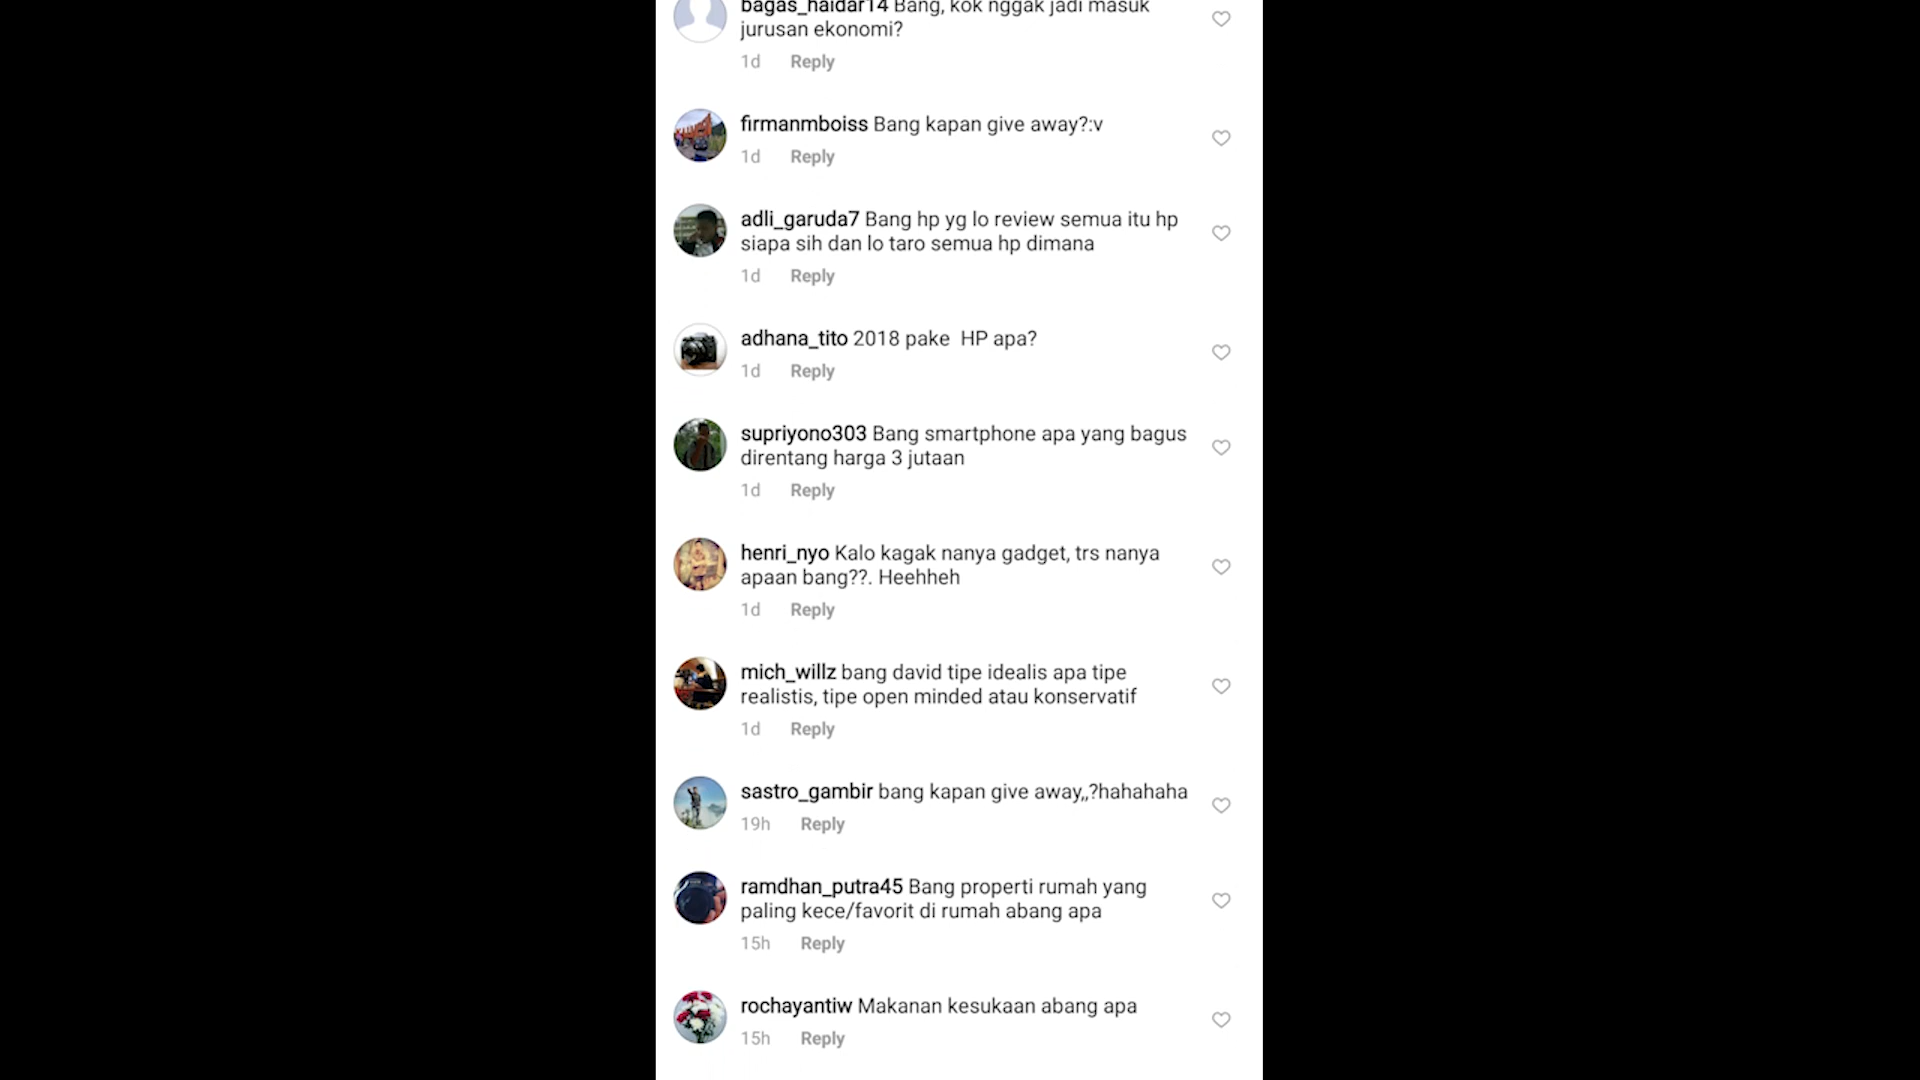 bagas_haidar14 Bang, kok nggak jadi masuk
jurusan ekonomi?
1d Reply
firmanmboiss Bang kapan give away?:v
1d Reply
adli_garuda7 Bang hp yg lo review semua itu hp
siapa sih dan lo taro semua hp dimana
1d Reply
adhana_tito 2018 pake  HP apa?
1d Reply
supriyono303 Bang smartphone apa yang bagus
direntang harga 3 jutaan
1d Reply
henri_nyo Kalo kagak nanya gadget, trs nanya
apaan bang??. Heehheh
1d Reply
mich_willz bang david tipe idealis apa tipe
realistis, tipe open minded atau konservatif
1d Reply
sastro_gambir bang kapan give away,,?hahahaha
19h Reply
ramdhan_putra45 Bang properti rumah yang
paling kece/favorit di rumah abang apa
15h Reply
rochayantiw Makanan kesukaan abang apa
15h Reply